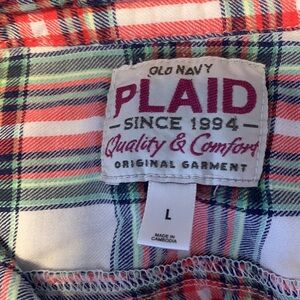 OLD NAVY
PLAID
SINCE 1994
Quality & Comfort
ORIGINAL GARMENT
L
MADE IN
CAMBODIA